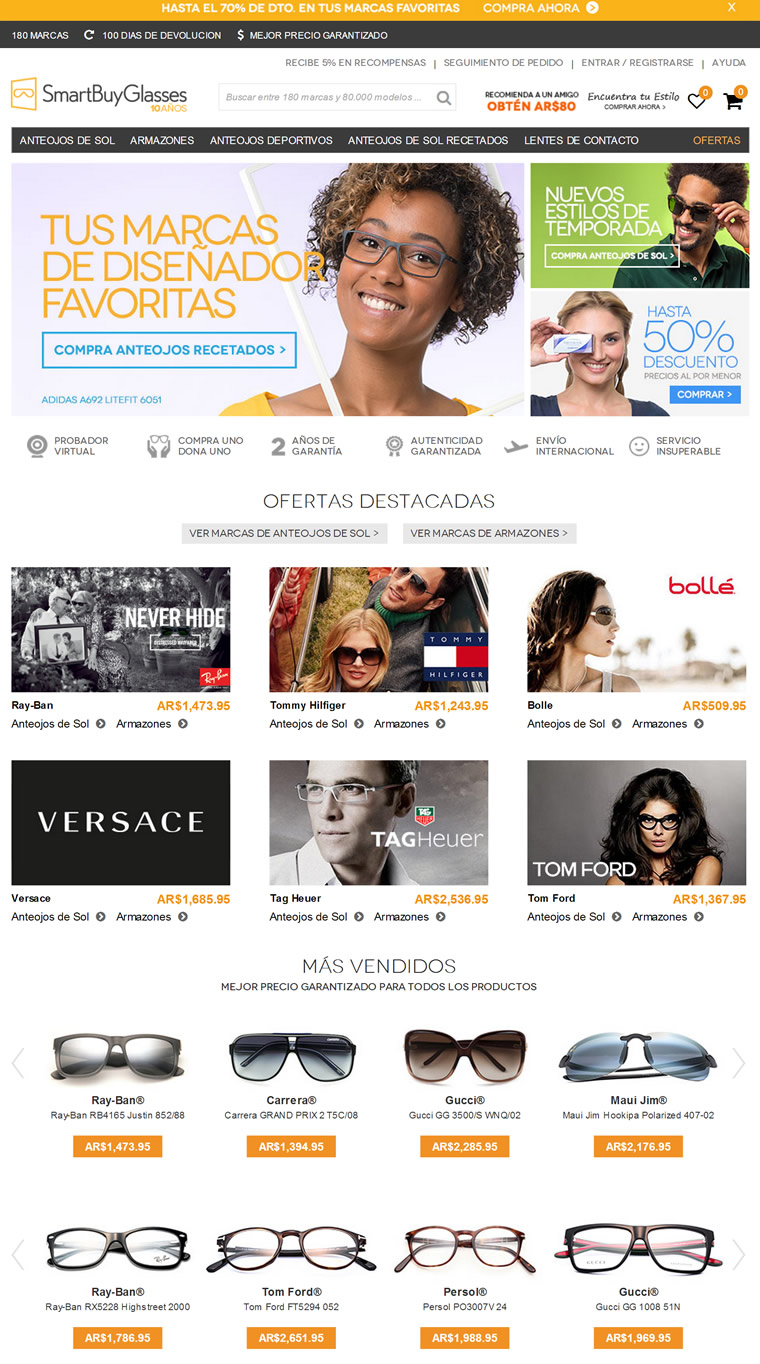 HASTA EL 70% DE DTO. EN TUS MARCAS FAVORITAS COMPRA AHORA > X
180 MARCAS 100 DIAS DE DEVOLUCION $ MEJOR PRECIO GARANTIZADO
RECIBE 5% EN RECOMPENSAS | SEGUIMIENTO DE PEDIDO | ENTRAR / REGISTRARSE | AYUDA
SmartBuyGlasses
10 AÑOS
Buscar entre 180 marcas y 80.000 modelos ...
RECOMIENDA A UN AMIGO
OBTÉN AR$80
Encuentra tu Estilo
COMPRAR AHORA >
0 0
ANTEOJOS DE SOL ARMAZONES ANTEOJOS DEPORTIVOS ANTEOJOS DE SOL RECETADOS LENTES DE CONTACTO OFERTAS
TUS MARCAS
DE DISEÑADOR
FAVORITAS
COMPRA ANTEOJOS RECETADOS >
ADIDAS A692 LITEFIT 6051
NUEVOS
ESTILOS DE
TEMPORADA
COMPRA ANTEOJOS DE SOL >
HASTA
50%
DESCUENTO
PRECIOS AL POR MENOR
COMPRAR >
PROBADOR
VIRTUAL
COMPRA UNO
DONA UNO
2 AÑOS DE
GARANTÍA
AUTENTICIDAD
GARANTIZADA
ENVÍO
INTERNACIONAL
SERVICIO
INSUPERABLE
OFERTAS DESTACADAS
VER MARCAS DE ANTEOJOS DE SOL > VER MARCAS DE ARMAZONES >
NEVER HIDE
DISTRESSED WAYFARER
Ray-Ban
TOMMY
HILFIGER
bollé
Ray-Ban AR$1,473.95
Anteojos de Sol Armazones
Tommy Hilfiger AR$1,243.95
Anteojos de Sol Armazones
Bolle AR$509.95
Anteojos de Sol Armazones
VERSACE
TAG
HEUER
TAGHeuer
TOM FORD
Versace AR$1,685.95
Anteojos de Sol Armazones
Tag Heuer AR$2,536.95
Anteojos de Sol Armazones
Tom Ford AR$1,367.95
Anteojos de Sol Armazones
MÁS VENDIDOS
MEJOR PRECIO GARANTIZADO PARA TODOS LOS PRODUCTOS
Ray-Ban®
Ray-Ban RB4165 Justin 852/88
AR$1,473.95
Carrera®
Carrera GRAND PRIX 2 T5C/08
AR$1,394.95
Gucci®
Gucci GG 3500/S WNQ/02
AR$2,285.95
Maui Jim®
Maui Jim Hookipa Polarized 407-02
AR$2,176.95
Ray-Ban®
Ray-Ban RX5228 Highstreet 2000
AR$1,786.95
Tom Ford®
Tom Ford FT5294 052
AR$2,651.95
Persol®
Persol PO3007V 24
AR$1,988.95
GUCCI
Gucci®
Gucci GG 1008 51N
AR$1,969.95